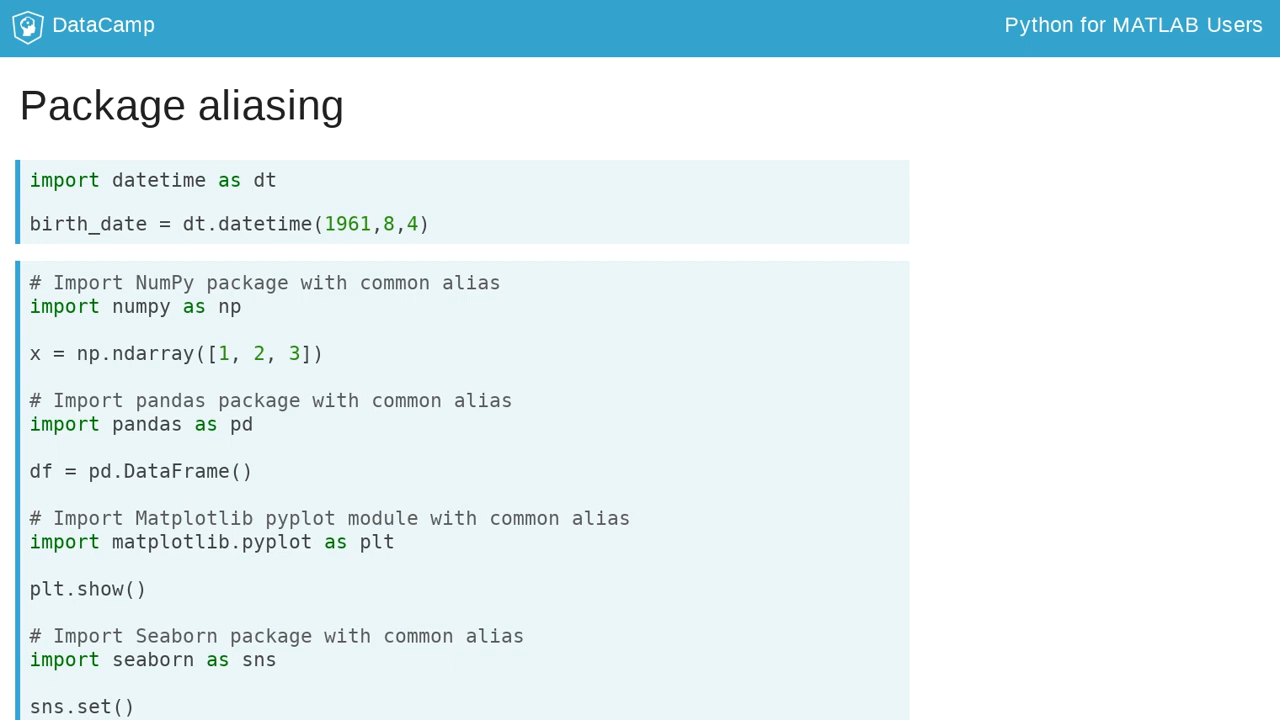 DataCamp
Python for MATLAB Users
Package aliasing
import datetime as dt
birth_date = dt.datetime(1961,8,4)
# Import NumPy package with common alias
import numpy as np
x = np.ndarray([1, 2, 3])
# Import pandas package with common alias
import pandas as pd
df = pd.DataFrame()
# Import Matplotlib pyplot module with common alias
import matplotlib.pyplot as plt
plt.show()
# Import Seaborn package with common alias
import seaborn as sns
sns.set()